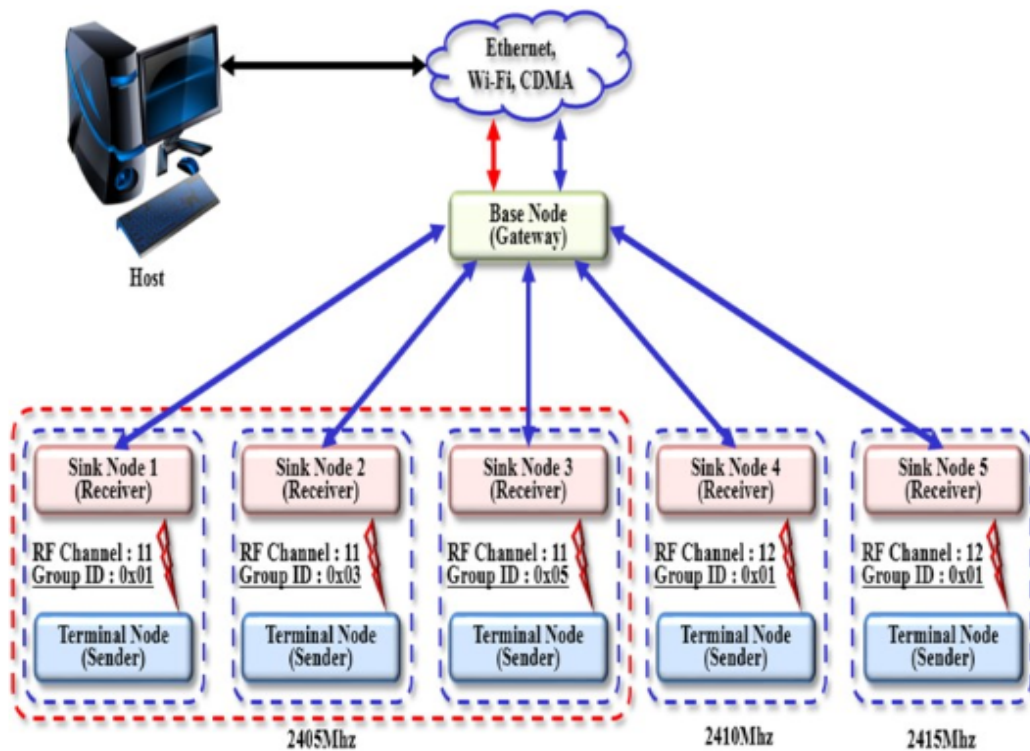 Ethernet,
Wi-Fi, CDMA
Base Node
(Gateway)
Host
Sink Node 1
(Receiver)
RF Channel : 11
Group ID : 0x01
Terminal Node
(Sender)
Sink Node 2
(Receiver)
RF Channel : 11
Group ID : 0x03
Terminal Node
(Sender)
Sink Node 3
(Receiver)
RF Channel : 11
Group ID : 0x05
Terminal Node
(Sender)
Sink Node 4
(Receiver)
RF Channel : 12
Group ID : 0x01
Terminal Node
(Sender)
Sink Node 5
(Receiver)
RF Channel : 12
Group ID : 0x01
Terminal Node
(Sender)
2405Mhz
2410Mhz
2415Mhz